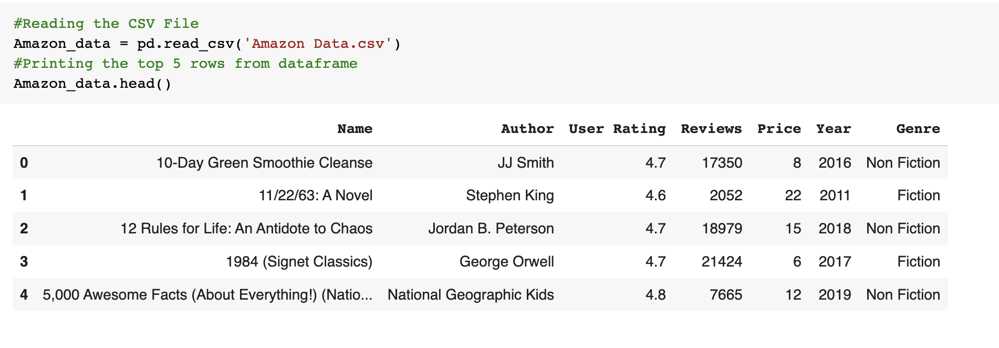 #Reading the CSV File
Amazon_data = pd.read_csv('Amazon Data.csv')
#Printing the top 5 rows from dataframe
Amazon_data.head()
Name Author User Rating Reviews Price Year Genre
0 10-Day Green Smoothie Cleanse JJ Smith 4.7 17350 8 2016 Non Fiction
1 11/22/63: A Novel Stephen King 4.6 2052 22 2011 Fiction
2 12 Rules for Life: An Antidote to Chaos Jordan B. Peterson 4.7 18979 15 2018 Non Fiction
3 1984 (Signet Classics) George Orwell 4.7 21424 6 2017 Fiction
4 5,000 Awesome Facts (About Everything!) (Natio... National Geographic Kids 4.8 7665 12 2019 Non Fiction